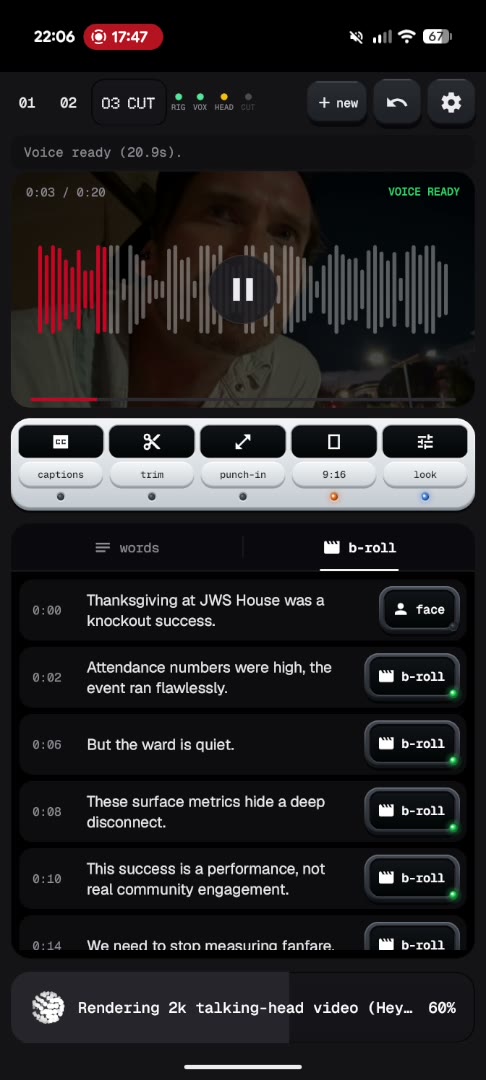 22:06 17:47 67
01 02 03 CUT RIG VOX HEAD CUT + new
Voice ready (20.9s).
0:03 / 0:20 VOICE READY
CC
captions trim punch-in 9:16 look
words b-roll
0:00 Thanksgiving at JWS House was a
knockout success. face
0:02 Attendance numbers were high, the
event ran flawlessly. b-roll
0:06 But the ward is quiet. b-roll
0:08 These surface metrics hide a deep
disconnect. b-roll
0:10 This success is a performance, not
real community engagement. b-roll
0:14 We need to stop measuring fanfare. b-roll
Rendering 2k talking-head video (Hey… 60%